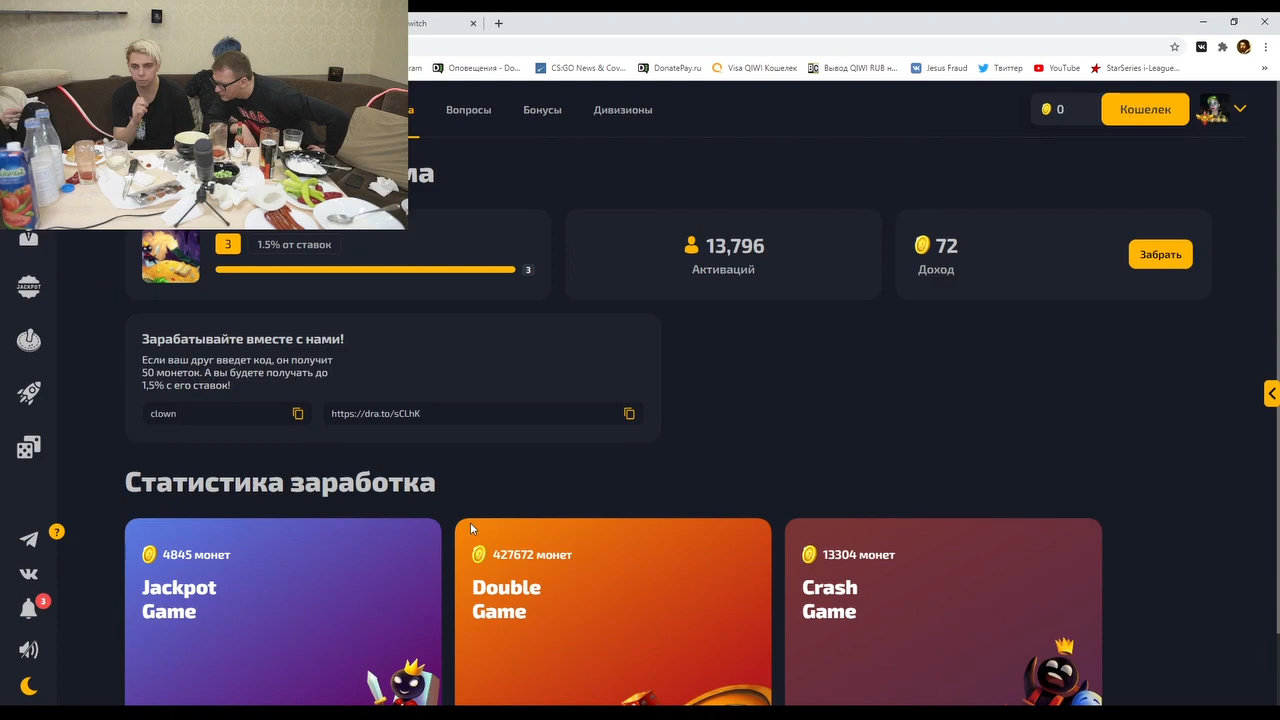 witch
ram
Оповещения - Do...
CS:GO News & Cov...
DonatePay.ru
Visa QIWI Кошелек
Вывод QIWI RUB н...
Jesus Fraud
Твиттер
YouTube
StarSeries i-League...
»
а
Вопросы
Бонусы
Дивизионы
0
Кошелек
ма
3
1.5% от ставок
3
13,796
Активаций
72
Доход
Забрать
Зарабатывайте вместе с нами!
Если ваш друг введет код, он получит
50 монеток. А вы будете получать до
1,5% с его ставок!
clown
https://dra.to/sCLhK
JACKPOT
Статистика заработка
4845 монет
Jackpot
Game
427672 монет
Double
Game
13304 монет
Crash
Game
?
3